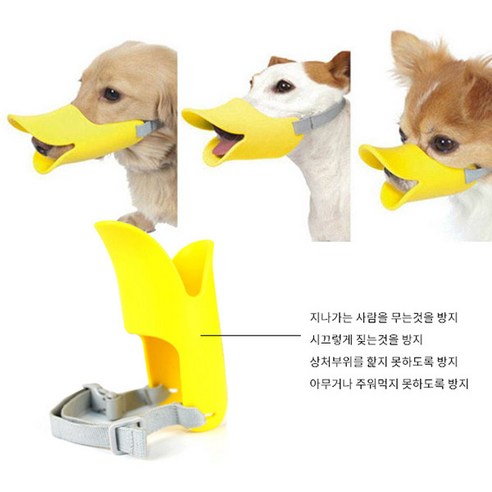 지나가는 사람을 무는것을 방지
시끄럽게 짖는것을 방지
상처부위를 핥지 못하도록 방지
아무거나 주워먹지 못하도록 방지